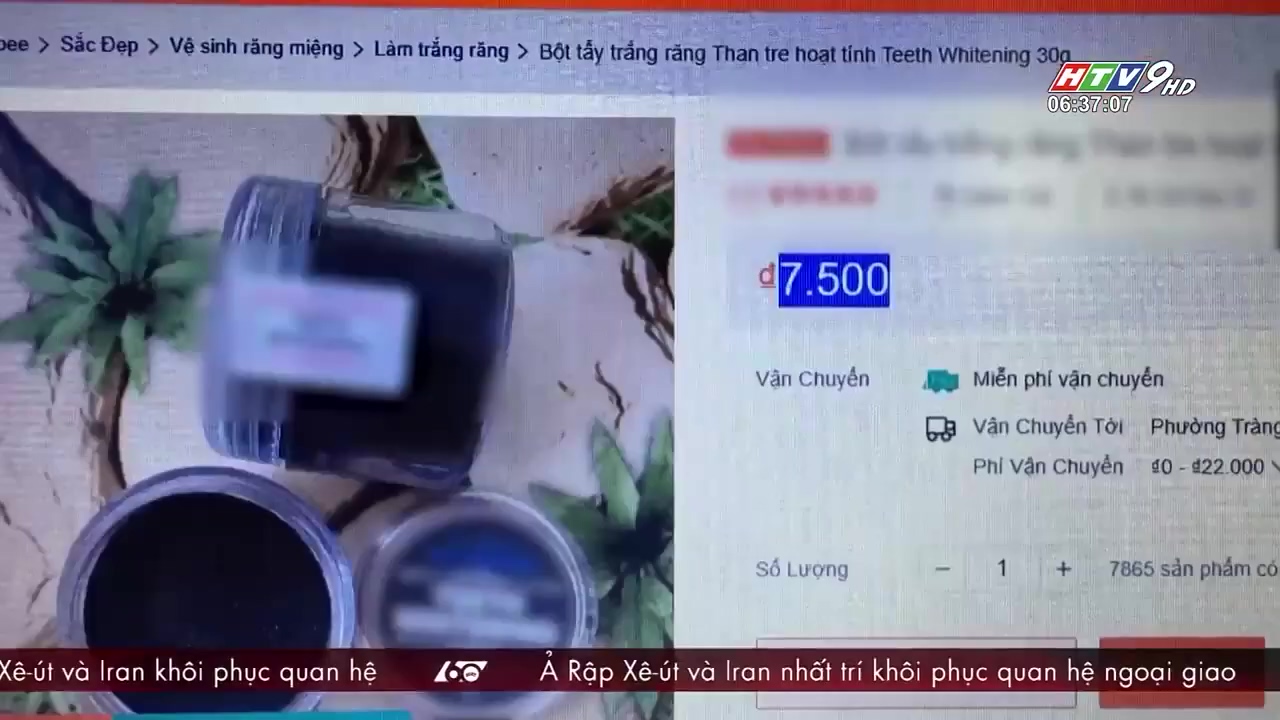 bee > Sắc Đẹp > Vệ sinh răng miệng > Làm trắng răng > Bột tẩy trắng răng Than tre hoạt tính Teeth Whitening 30g
HTV9HD
06:37:07
đ7.500
Vận Chuyển
Miễn phí vận chuyển
Vận Chuyển Tới Phường Tràng
Phí Vận Chuyển ₫0 - ₫22.000
Số Lượng
− 1 +
7865 sản phẩm có
Xê-út và Iran khôi phục quan hệ
60
Ả Rập Xê-út và Iran nhất trí khôi phục quan hệ ngoại giao